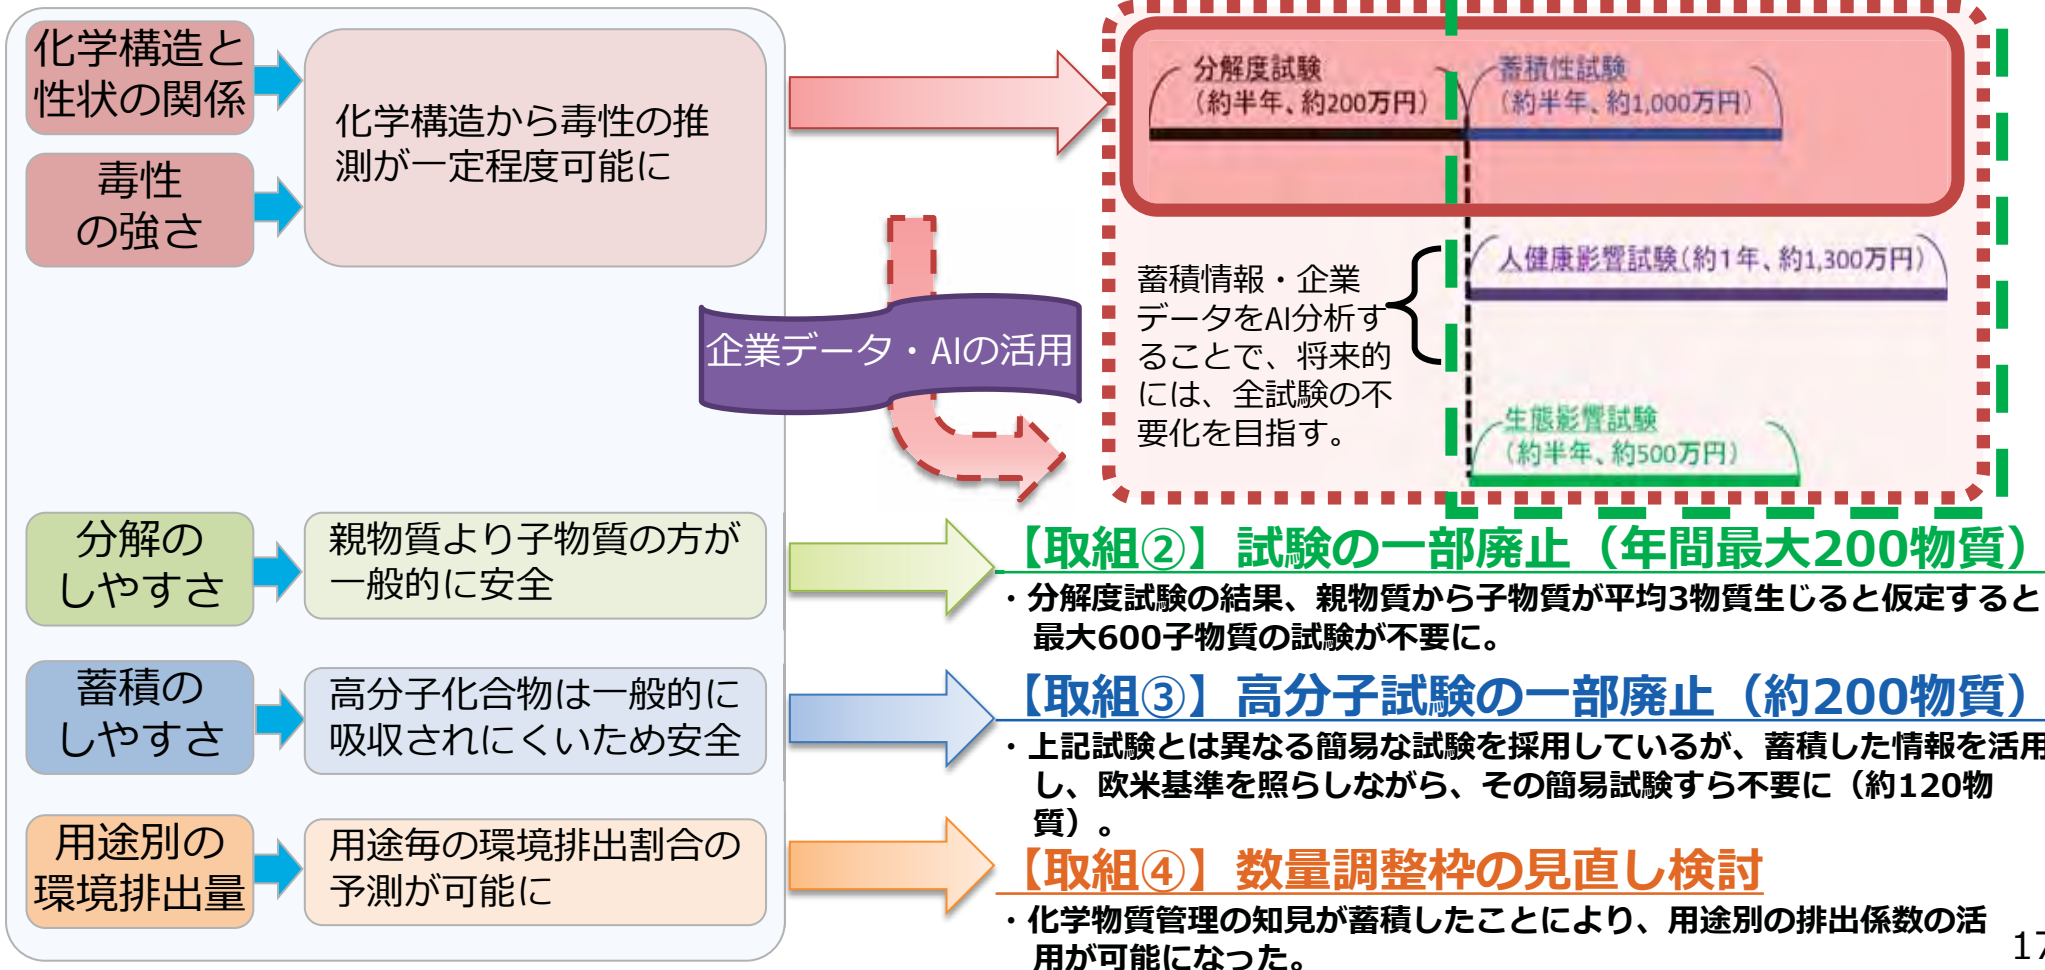 化学構造と
性状の関係
毒性
の強さ
化学構造から毒性の推
測が一定程度可能に
企業データ・AIの活用
分解度試験
（約半年、約200万円）
蓄積性試験
（約半年、約1,000万円）
人健康影響試験（約1年、約1,300万円）
蓄積情報・企業
データをAI分析す
ることで、将来的
には、全試験の不
要化を目指す。
生態影響試験
（約半年、約500万円）
分解の
しやすさ
親物質より子物質の方が
一般的に安全
【取組②】試験の一部廃止（年間最大200物質）
・分解度試験の結果、親物質から子物質が平均3物質生じると仮定すると
最大600子物質の試験が不要に。
蓄積の
しやすさ
高分子化合物は一般的に
吸収されにくいため安全
【取組③】高分子試験の一部廃止（約200物質）
・上記試験とは異なる簡易な試験を採用しているが、蓄積した情報を活用
し、欧米基準を照らしながら、その簡易試験すら不要に（約120物
質）。
用途別の
環境排出量
用途毎の環境排出割合の
予測が可能に
【取組④】数量調整枠の見直し検討
・化学物質管理の知見が蓄積したことにより、用途別の排出係数の活
用が可能になった。
17